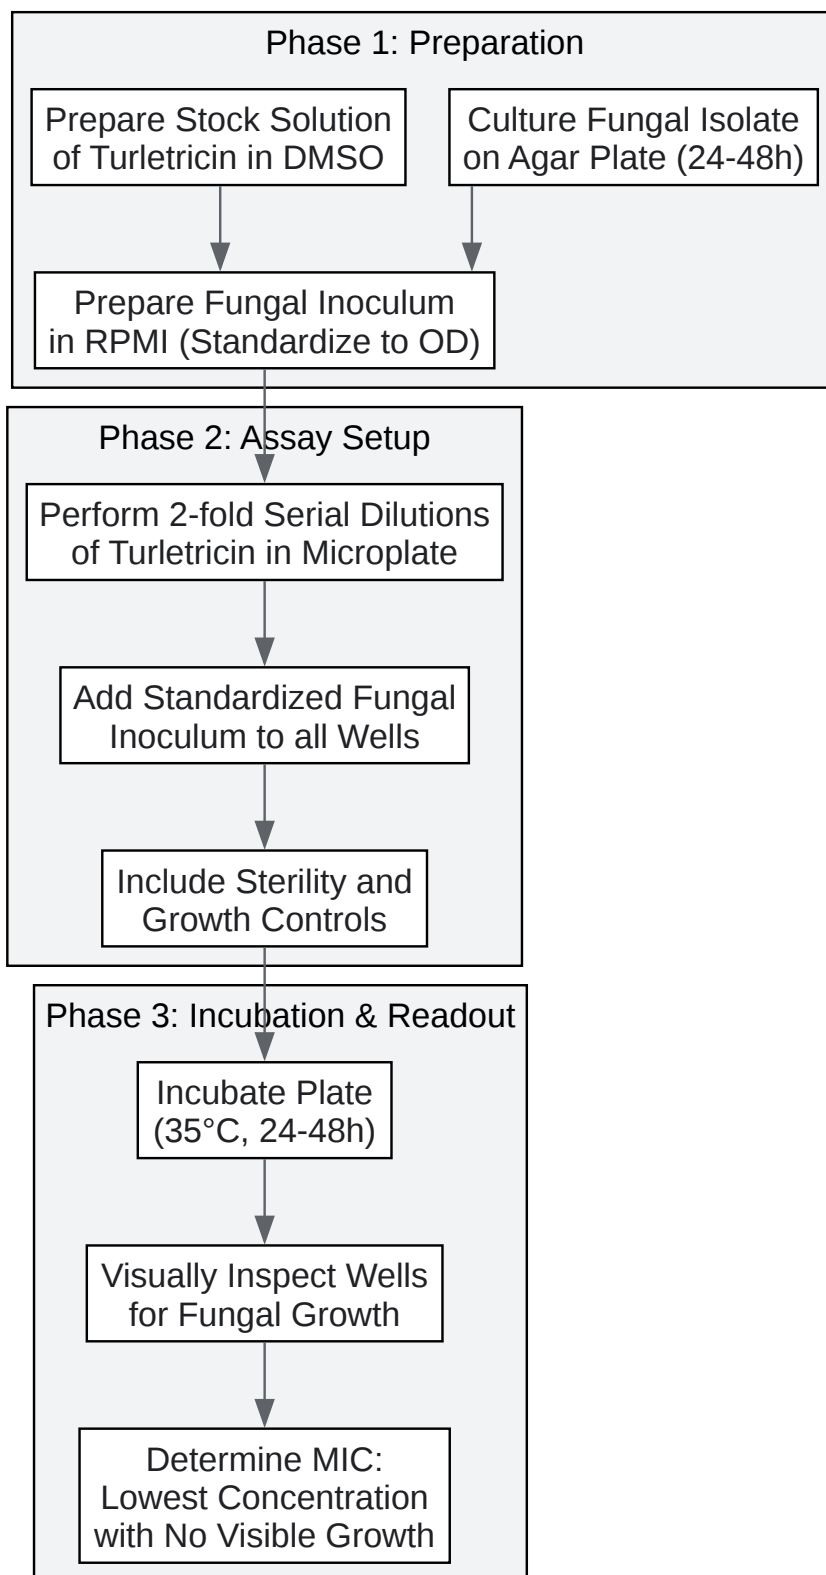 Phase 1: Preparation
Prepare Stock Solution
of Turletricin in DMSO
Culture Fungal Isolate
on Agar Plate (24-48h)
Prepare Fungal Inoculum
in RPMI (Standardize to OD)
Phase 2: Assay Setup
Perform 2-fold Serial Dilutions
of Turletricin in Microplate
Add Standardized Fungal
Inoculum to all Wells
Include Sterility and
Growth Controls
Phase 3: Incubation & Readout
Incubate Plate
(35°C, 24-48h)
Visually Inspect Wells
for Fungal Growth
Determine MIC:
Lowest Concentration
with No Visible Growth